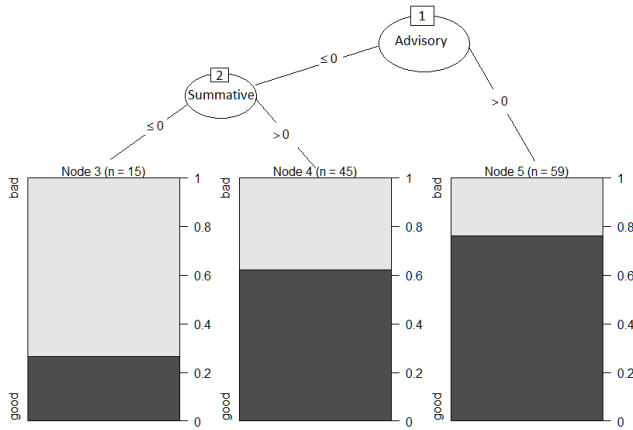 1
Advisory
≤ 0
> 0
2
Summative
≤ 0
> 0
Node 3 (n = 15)
bad
good
1
0.8
0.6
0.4
0.2
0
Node 4 (n = 45)
bad
good
1
0.8
0.6
0.4
0.2
0
Node 5 (n = 59)
bad
good
1
0.8
0.6
0.4
0.2
0